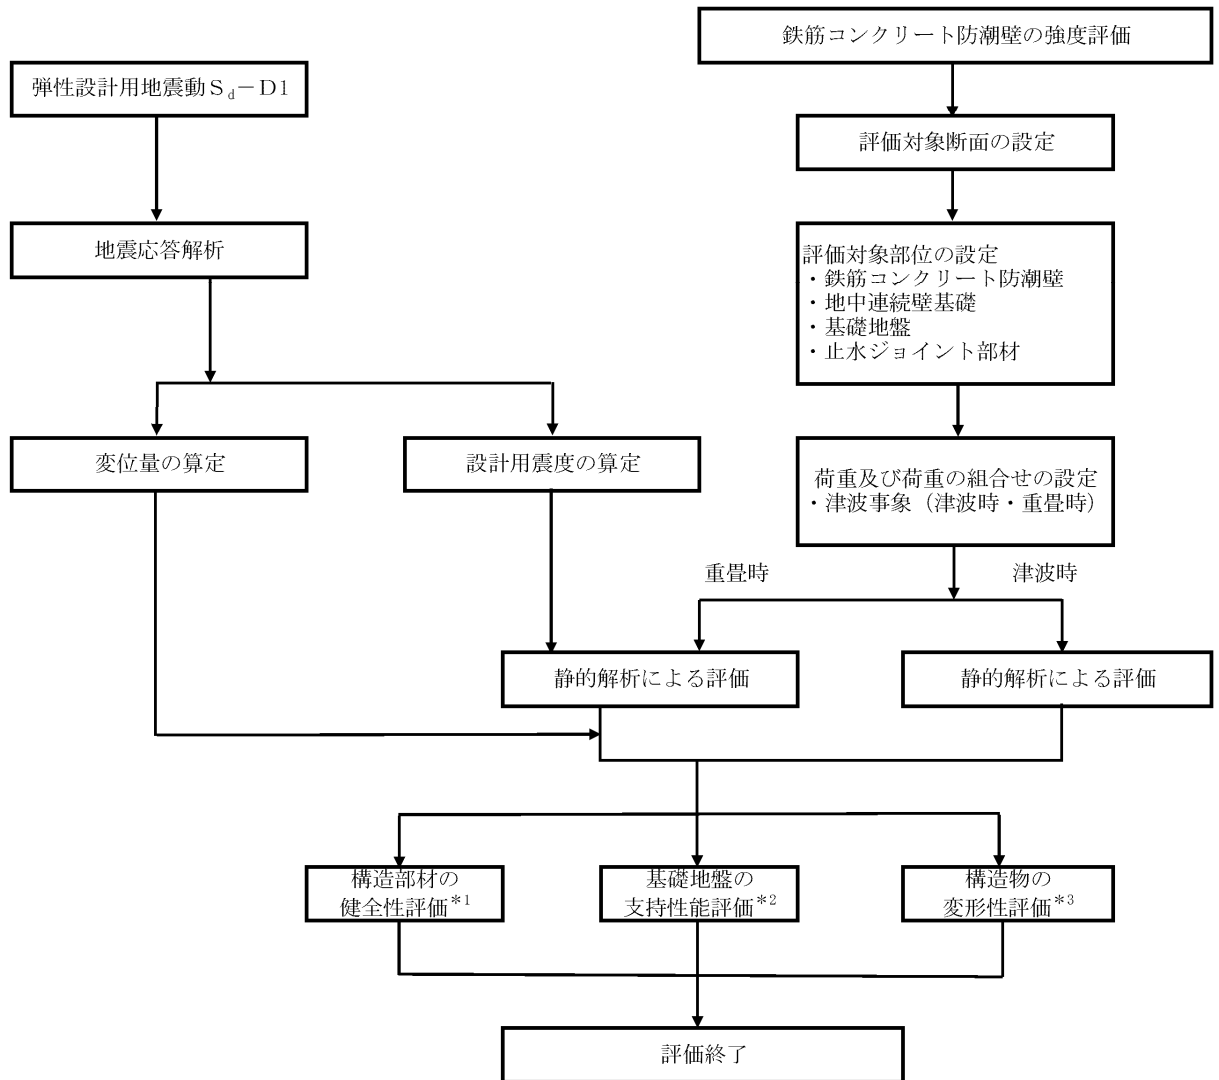 鉄筋コンクリート防潮壁の強度評価
弾性設計用地震動Ｓd－D1
評価対象断面の設定
地震応答解析
評価対象部位の設定
・鉄筋コンクリート防潮壁
・地中連続壁基礎
・基礎地盤
・止水ジョイント部材
変位量の算定
設計用震度の算定
荷重及び荷重の組合せの設定
・津波事象（津波時・重畳時）
重畳時
津波時
静的解析による評価
静的解析による評価
構造部材の
健全性評価*1
基礎地盤の
支持性能評価*2
構造物の
変形性評価*3
評価終了